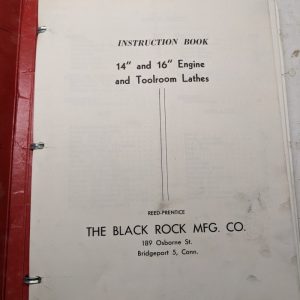 INSTRUCTION BOOK
14" and 16" Engine
and Toolroom Lathes
REED-PRENTICE
THE BLACK ROCK MFG. CO.
189 Osborne St.
Bridgeport 5, Conn.